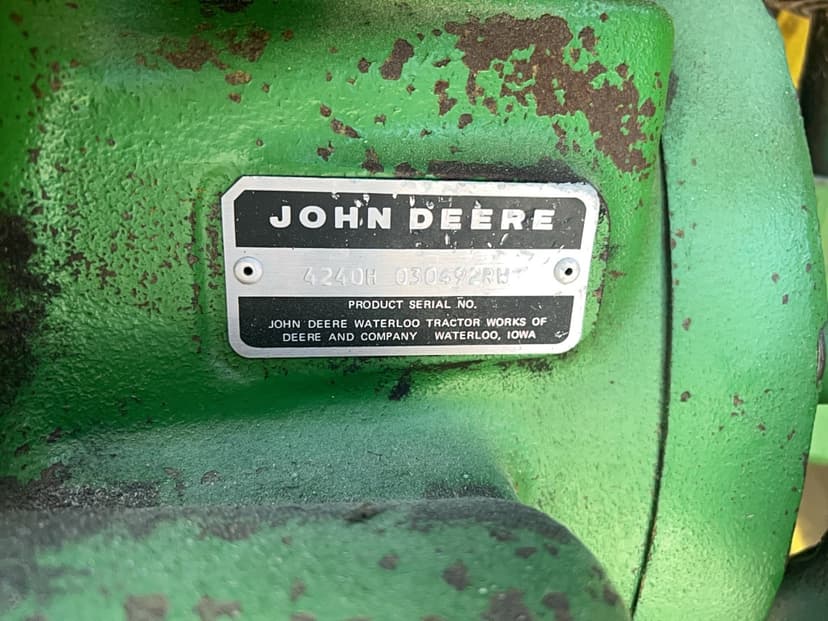 JOHN DEERE
4240H 030492RW
PRODUCT SERIAL NO.
JOHN DEERE WATERLOO TRACTOR WORKS OF
DEERE AND COMPANY WATERLOO, IOWA